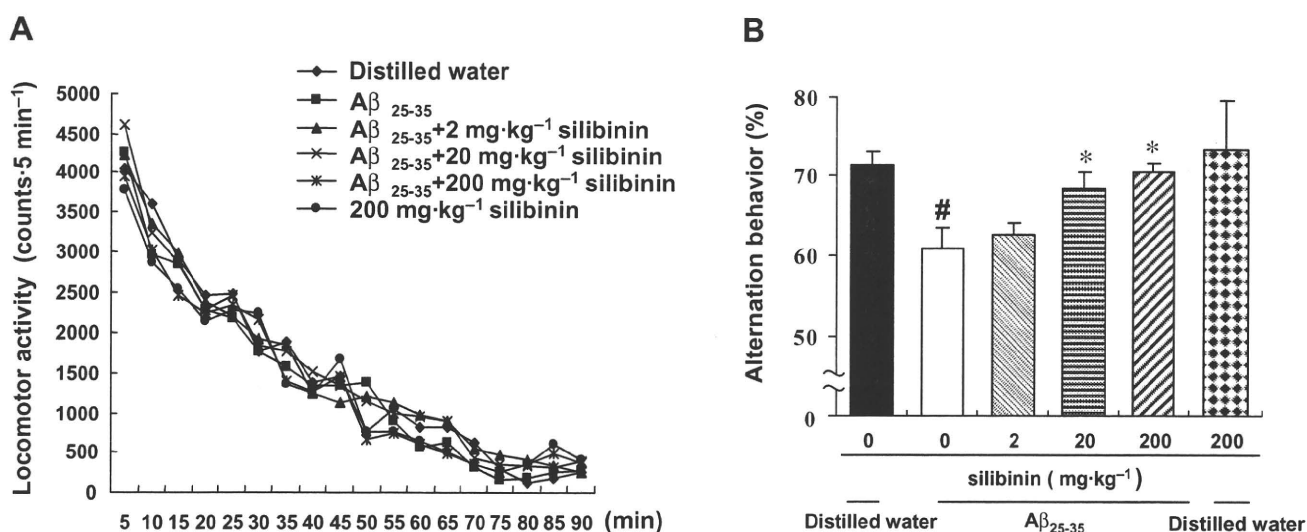 A
Locomotor activity (counts·5 min⁻¹)
5000
4500
4000
3500
3000
2500
2000
1500
1000
500
0
Distilled water
Aβ 25-35
Aβ 25-35+2 mg·kg⁻¹ silibinin
Aβ 25-35+20 mg·kg⁻¹ silibinin
Aβ 25-35+200 mg·kg⁻¹ silibinin
200 mg·kg⁻¹ silibinin
5 10 15 20 25 30 35 40 45 50 55 60 65 70 75 80 85 90 (min)
B
Alternation behavior (%)
80
70
60
50
0
#
*
*
0 0 2 20 200 200
silibinin ( mg·kg⁻¹)
Distilled water Aβ25-35 Distilled water